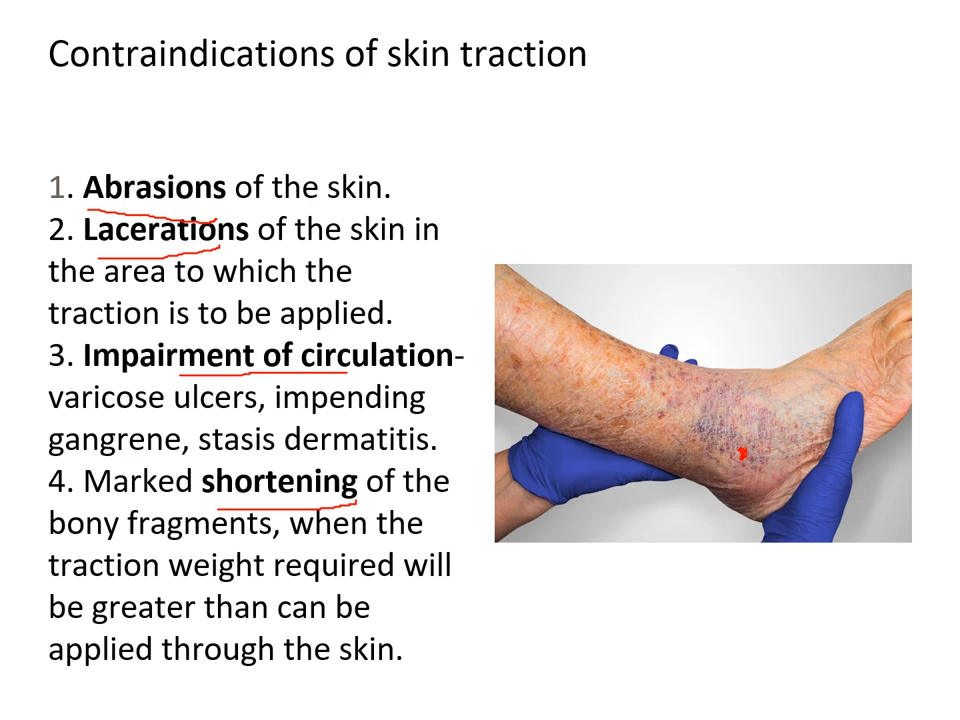 Contraindications of skin traction
1. Abrasions of the skin.
2. Lacerations of the skin in
the area to which the
traction is to be applied.
3. Impairment of circulation-
varicose ulcers, impending
gangrene, stasis dermatitis.
4. Marked shortening of the
bony fragments, when the
traction weight required will
be greater than can be
applied through the skin.